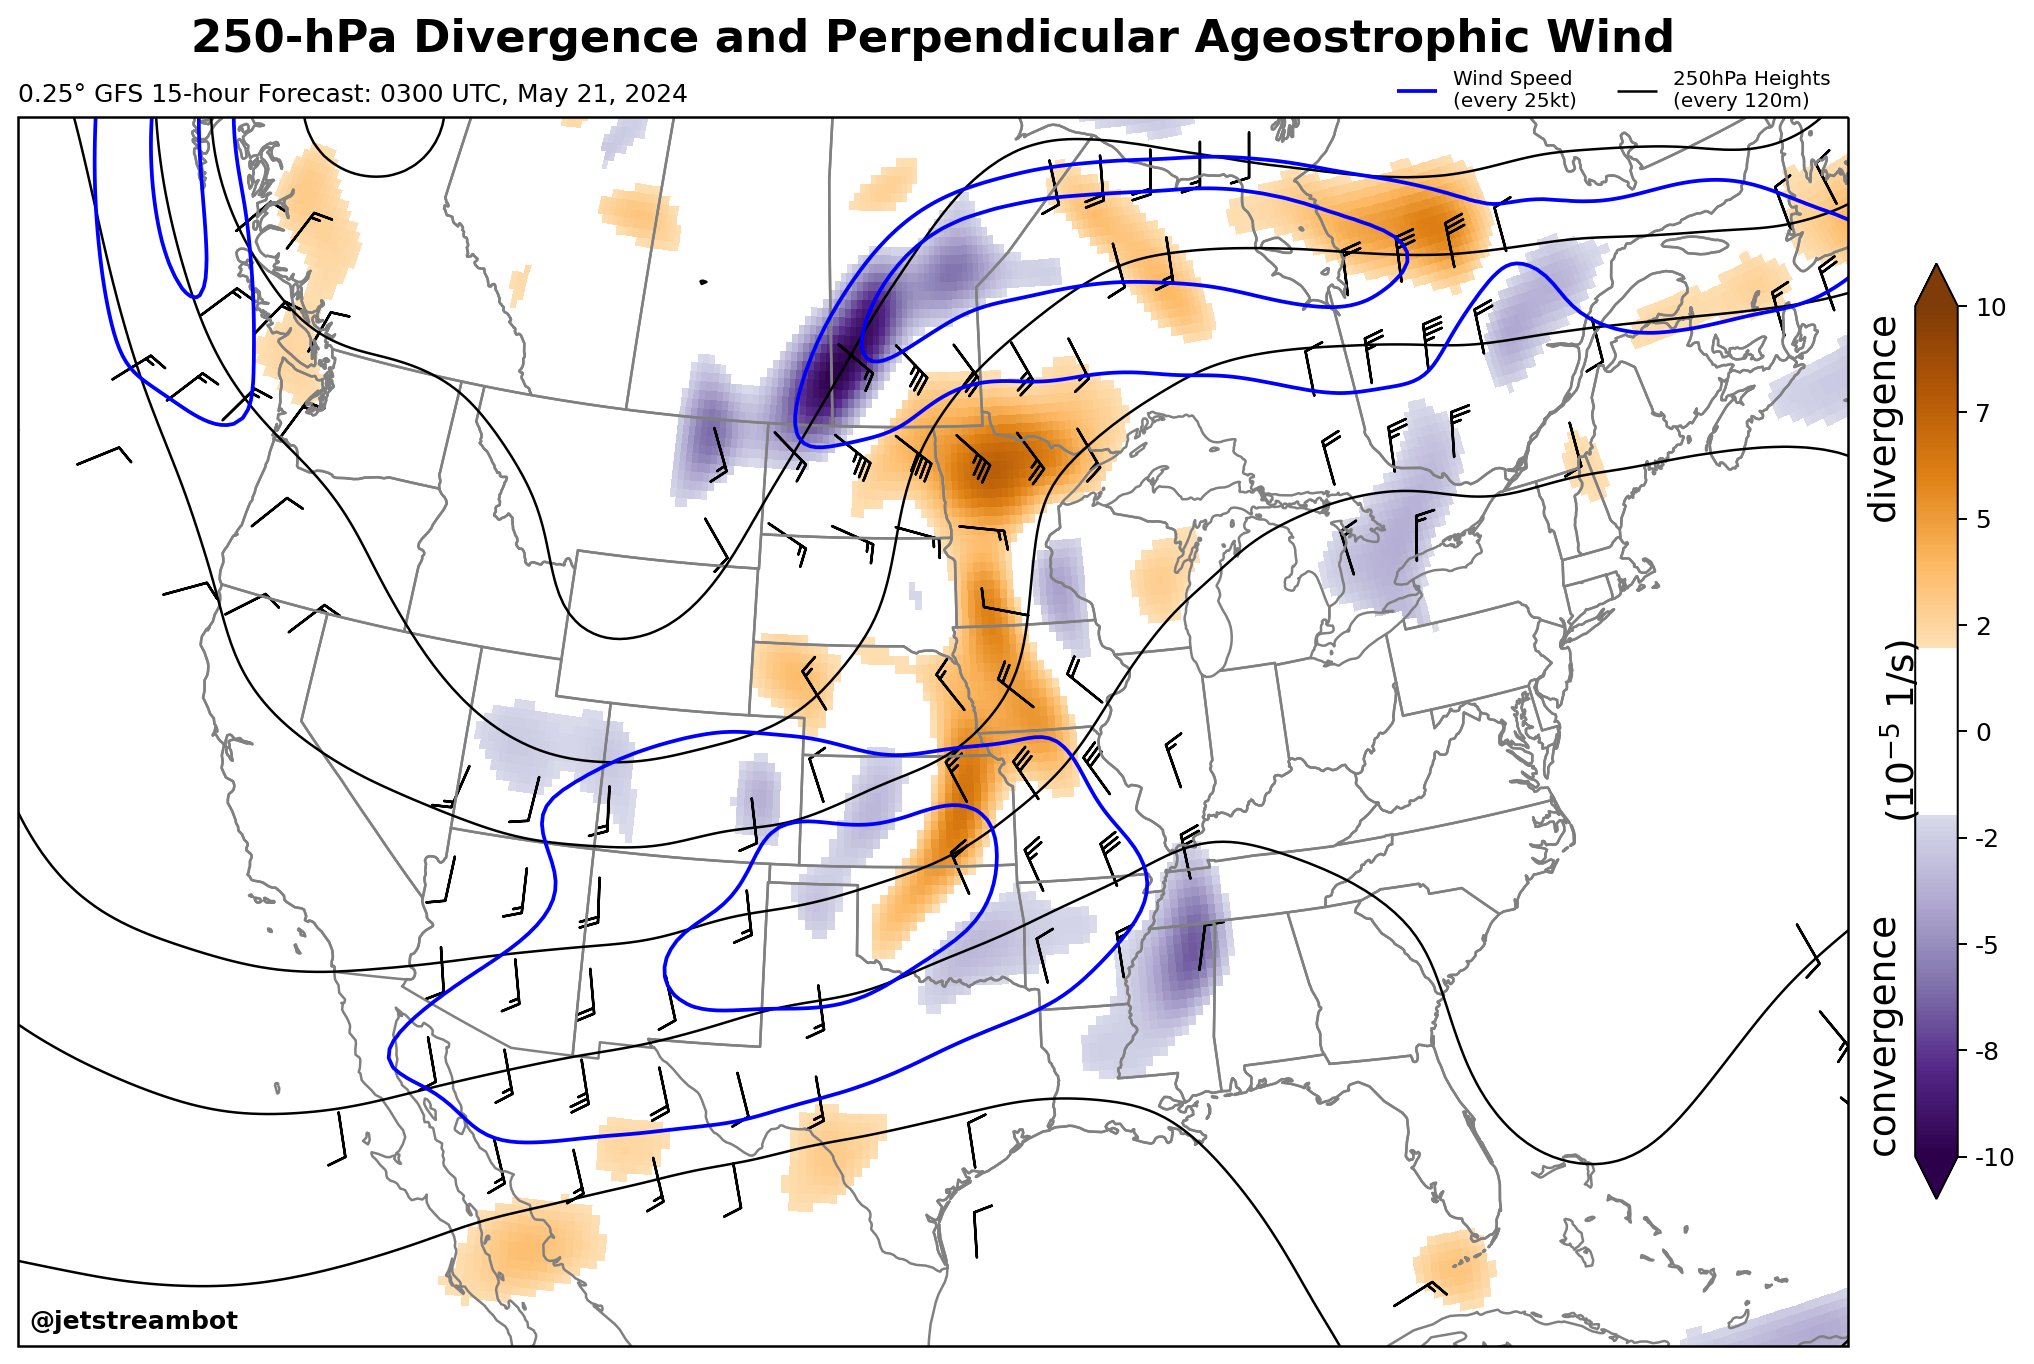 250-hPa Divergence and Perpendicular Ageostrophic Wind
0.25° GFS 15-hour Forecast: 0300 UTC, May 21, 2024
Wind Speed
(every 25kt)
250hPa Heights
(every 120m)
10
7
5
2
0
-2
-5
-8
-10
divergence
(10⁻⁵ 1/s)
convergence
@jetstreambot